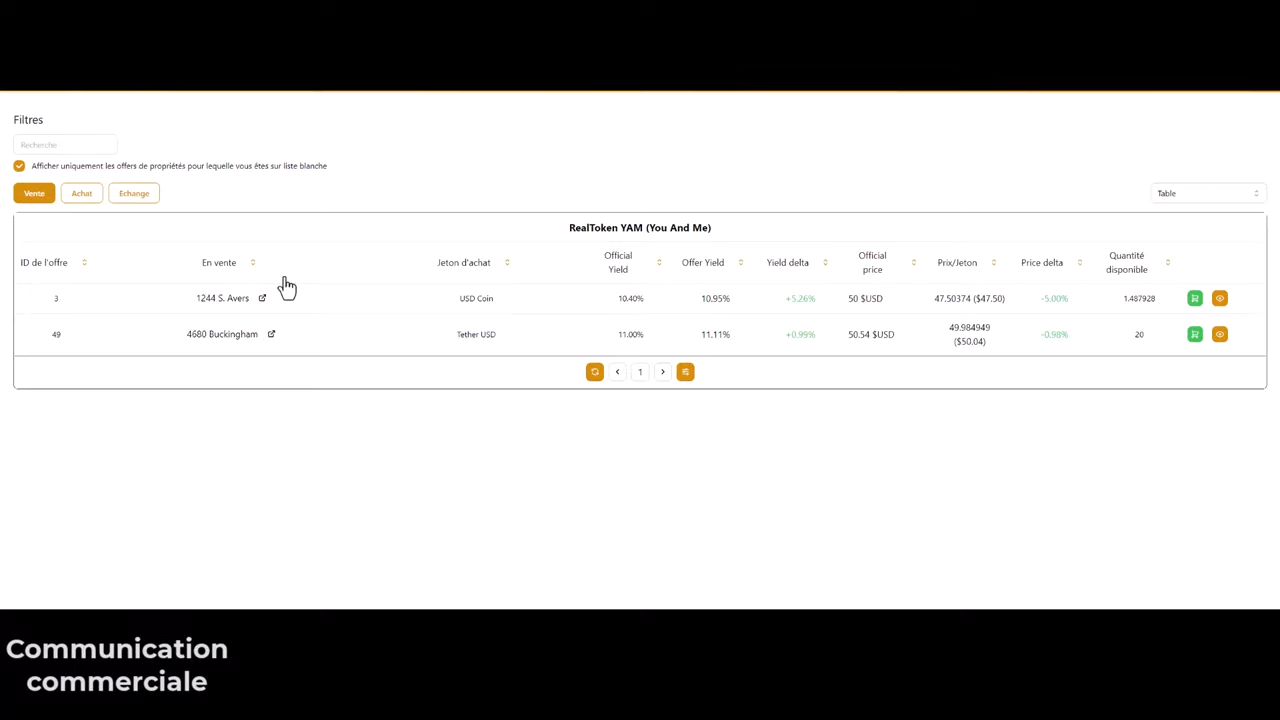 Filtres
Recherche
Afficher uniquement les offers de propriétés pour lequelle vous êtes sur liste blanche
Vente Achat Echange Table
RealToken YAM (You And Me)
ID de l'offre En vente Jeton d'achat Official Yield Offer Yield Yield delta Official price Prix/Jeton Price delta Quantité disponible
3 1244 S. Avers USD Coin 10.40% 10.95% +5.26% 50 $USD 47.50374 ($47.50) -5.00% 1.487928
49 4680 Buckingham Tether USD 11.00% 11.11% +0.99% 50.54 $USD 49.984949 ($50.04) -0.98% 20
1
Communication
commerciale